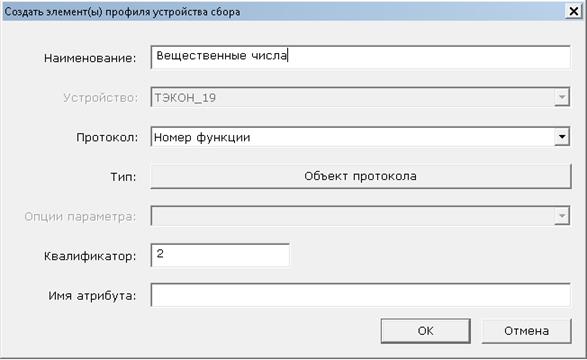 Создать элемент(ы) профиля устройства сбора
Наименование: Вещественные числа
Устройство: ТЭКОН_19
Протокол: Номер функции
Тип: Объект протокола
Опции параметра:
Квалификатор: 2
Имя атрибута:
ОК Отмена